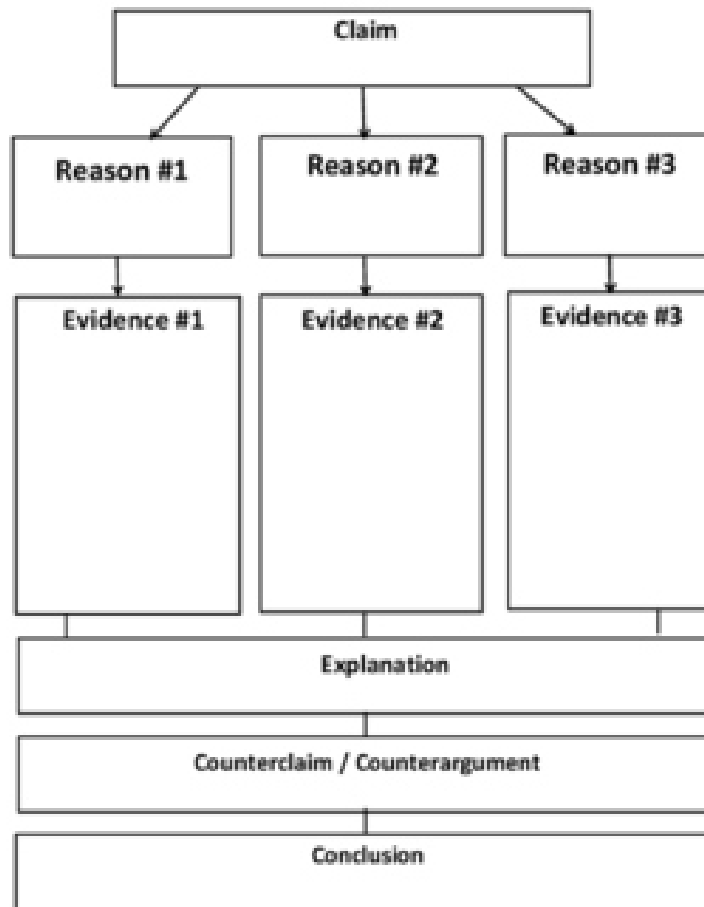 Claim
Reason #1
Reason #2
Reason #3
Evidence #1
Evidence #2
Evidence #3
Explanation
Counterclaim / Counterargument
Conclusion